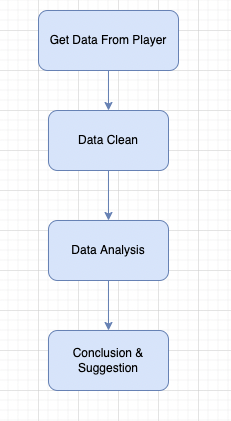 Get Data From Player
Data Clean
Data Analysis
Conclusion &
Suggestion